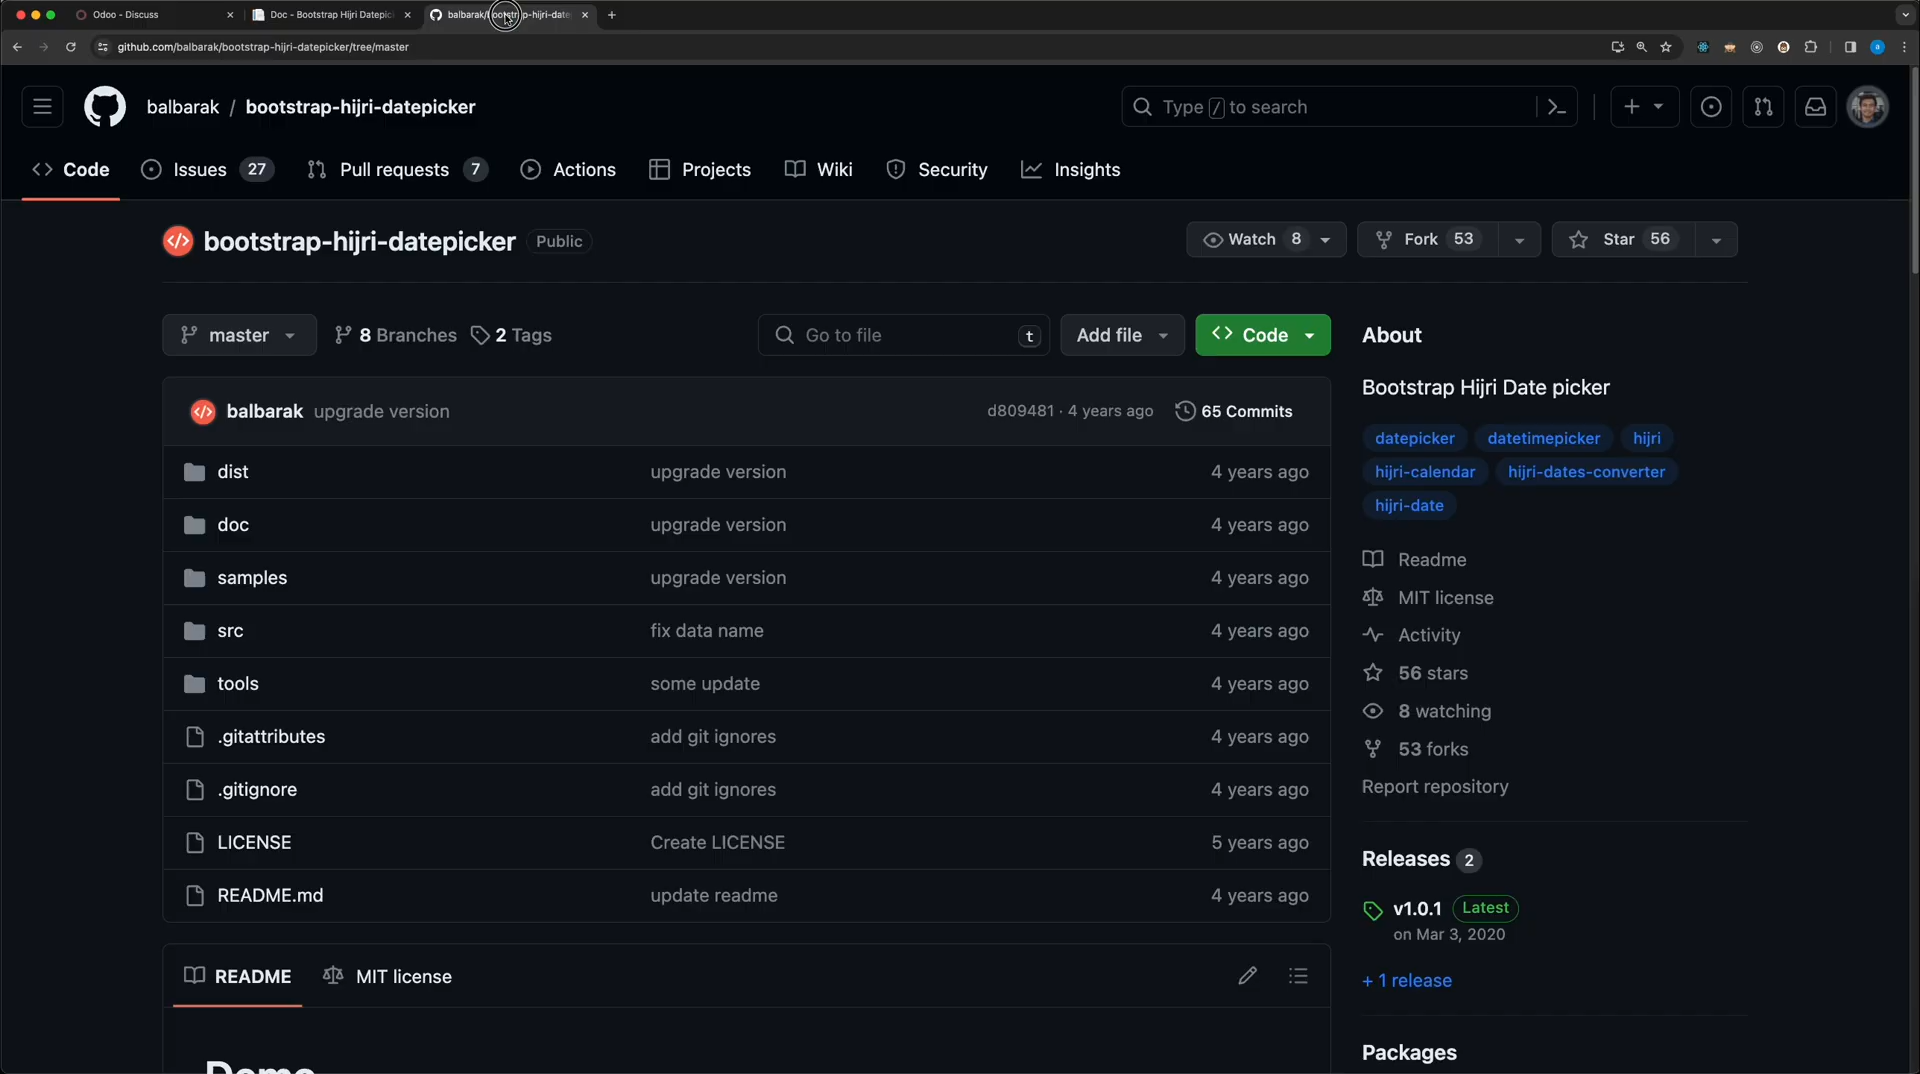 Odoo - Discuss
Doc - Bootstrap Hijri Datepic
balbarak/bootstrap-hijri-date
github.com/balbarak/bootstrap-hijri-datepicker/tree/master
balbarak / bootstrap-hijri-datepicker
Type / to search
Code
Issues 27
Pull requests 7
Actions
Projects
Wiki
Security
Insights
bootstrap-hijri-datepicker Public
Watch 8
Fork 53
Star 56
master
8 Branches
2 Tags
Go to file t
Add file
Code
balbarak upgrade version d809481 · 4 years ago 65 Commits
dist upgrade version 4 years ago
doc upgrade version 4 years ago
samples upgrade version 4 years ago
src fix data name 4 years ago
tools some update 4 years ago
.gitattributes add git ignores 4 years ago
.gitignore add git ignores 4 years ago
LICENSE Create LICENSE 5 years ago
README.md update readme 4 years ago
README
MIT license
Demo
About
Bootstrap Hijri Date picker
datepicker datetimepicker hijri
hijri-calendar hijri-dates-converter
hijri-date
Readme
MIT license
Activity
56 stars
8 watching
53 forks
Report repository
Releases 2
v1.0.1 Latest
on Mar 3, 2020
+ 1 release
Packages